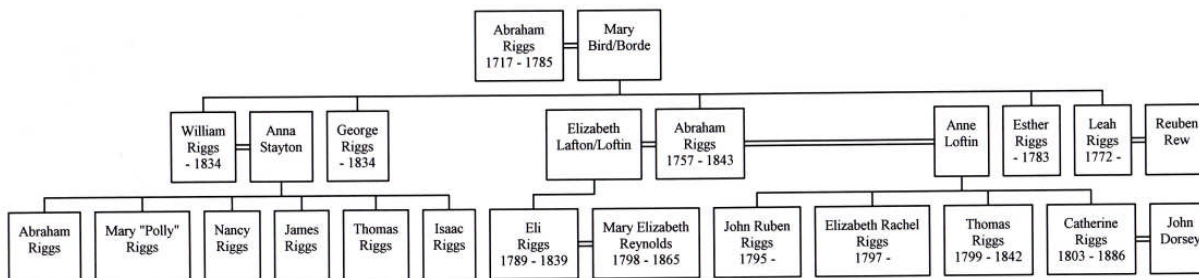 Abraham
Riggs
1717 - 1785
Mary
Bird/Borde
William
Riggs
- 1834
Anna
Stayton
George
Riggs
- 1834
Elizabeth
Lafton/Loftin
Abraham
Riggs
1757 - 1843
Anne
Loftin
Esther
Riggs
- 1783
Leah
Riggs
1772 -
Reuben
Rew
Abraham
Riggs
Mary "Polly"
Riggs
Nancy
Riggs
James
Riggs
Thomas
Riggs
Isaac
Riggs
Eli
Riggs
1789 - 1839
Mary Elizabeth
Reynolds
1798 - 1865
John Ruben
Riggs
1795 -
Elizabeth Rachel
Riggs
1797 -
Thomas
Riggs
1799 - 1842
Catherine
Riggs
1803 - 1886
John
Dorsey